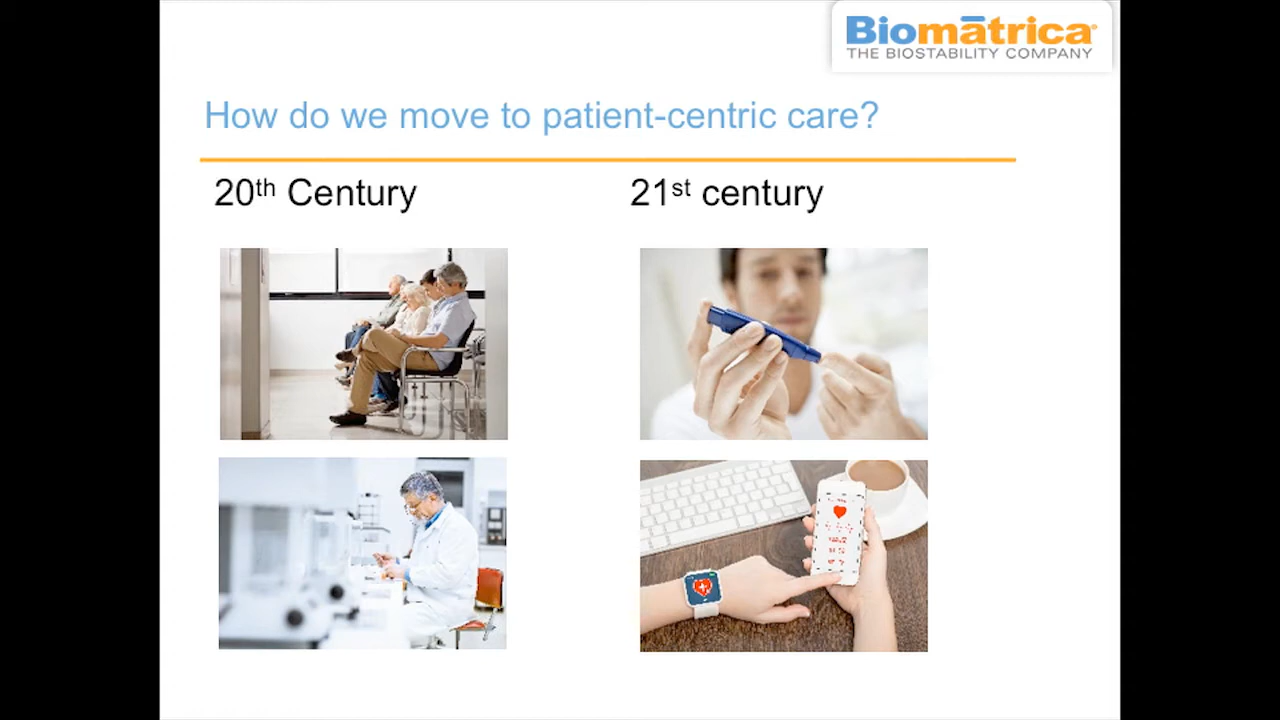 Biomātrica®
THE BIOSTABILITY COMPANY
How do we move to patient-centric care?
20th Century
21st century